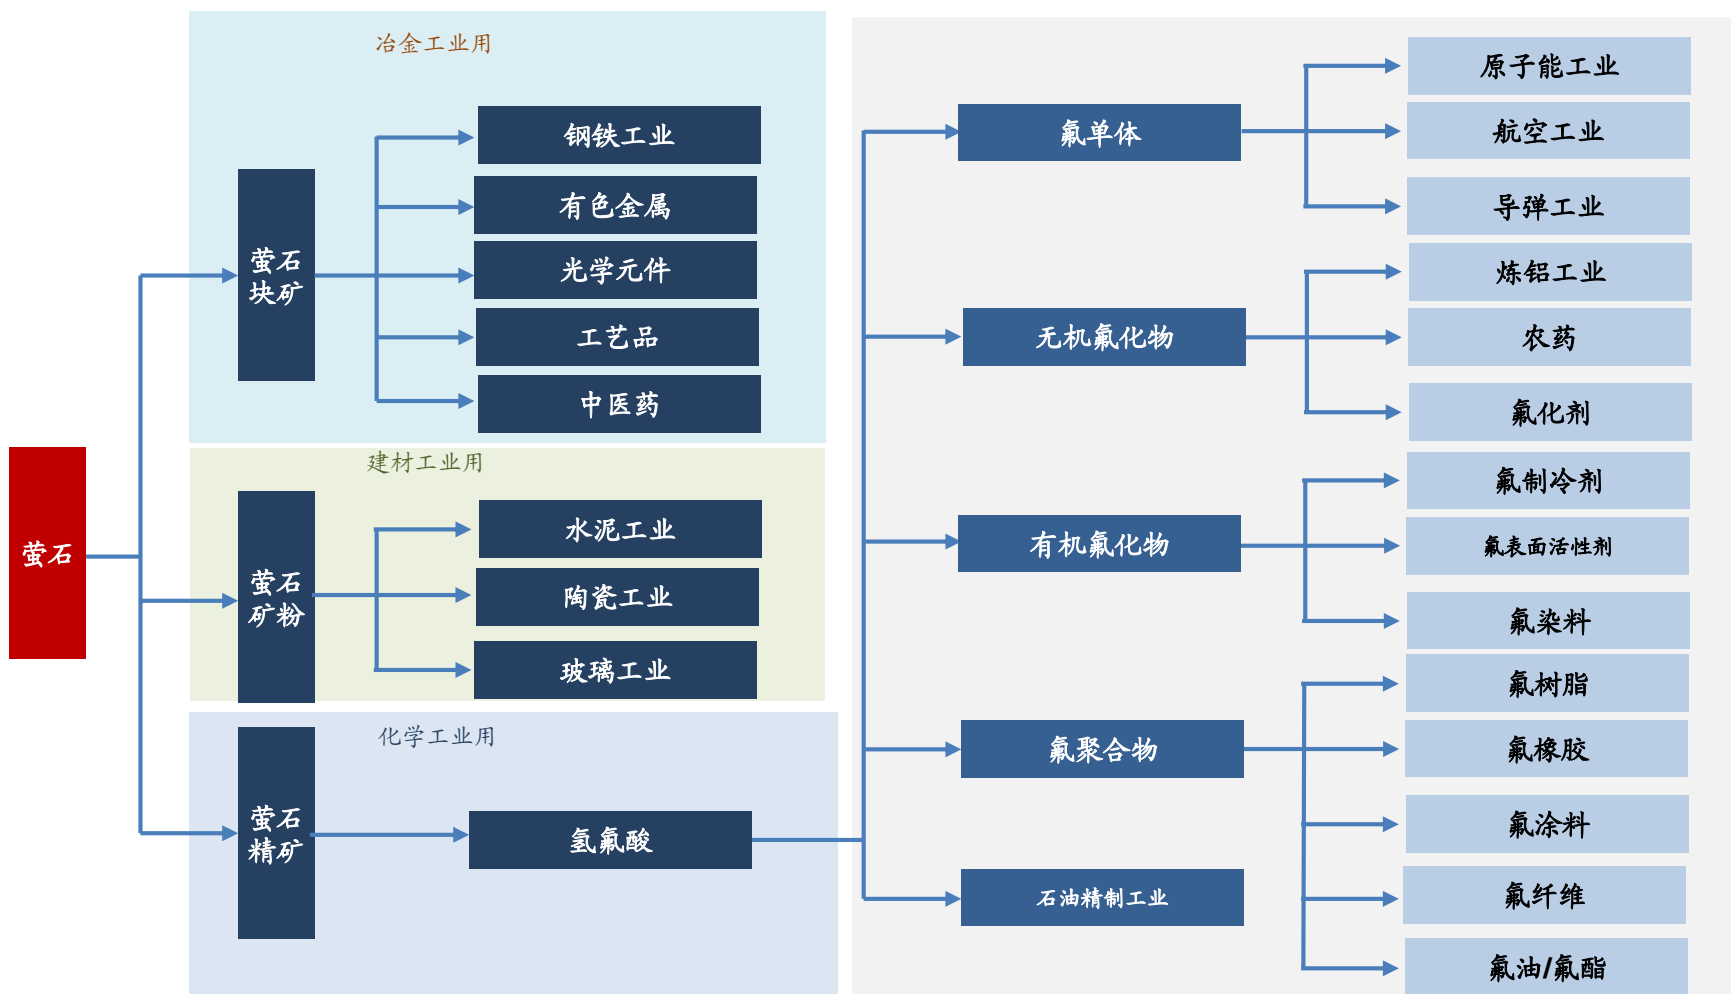 萤石
冶金工业用
萤石
块矿
钢铁工业
有色金属
光学元件
工艺品
中医药
建材工业用
萤石
矿粉
水泥工业
陶瓷工业
玻璃工业
化学工业用
萤石
精矿
氢氟酸
氟单体
原子能工业
航空工业
导弹工业
无机氟化物
炼铝工业
农药
氟化剂
有机氟化物
氟制冷剂
氟表面活性剂
氟染料
氟聚合物
氟树脂
氟橡胶
氟涂料
氟纤维
氟油/氟酯
石油精制工业